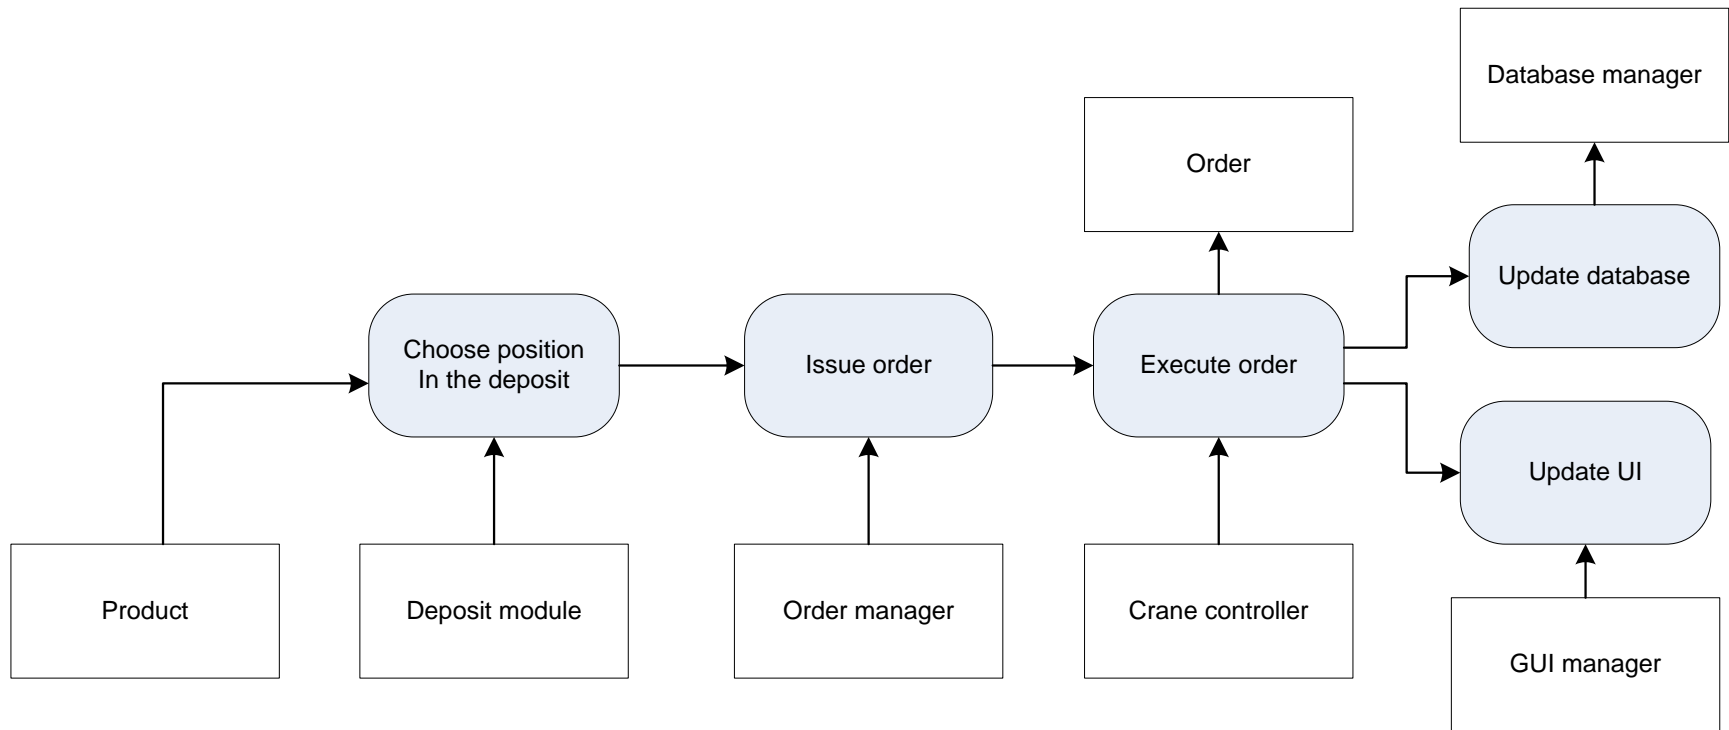 Database manager
Order
Update database
Choose position
In the deposit
Issue order
Execute order
Update UI
Product
Deposit module
Order manager
Crane controller
GUI manager